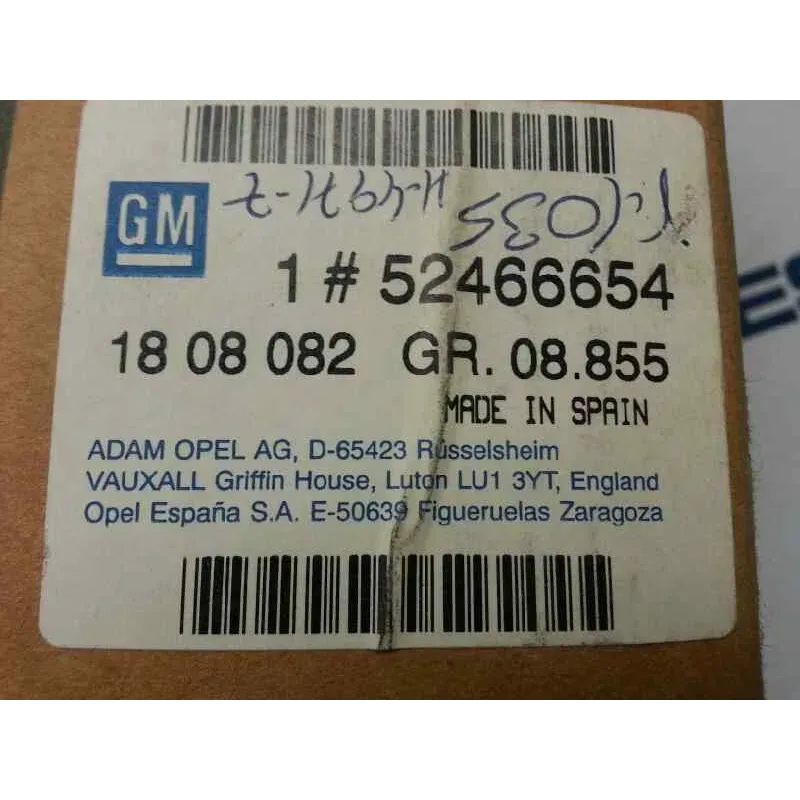 GM
1 # 52466654
18 08 082 GR. 08.855
MADE IN SPAIN
ADAM OPEL AG, D-65423 Rüsselsheim
VAUXALL Griffin House, Luton LU1 3YT, England
Opel España S.A. E-50639 Figueruelas Zaragoza
ES